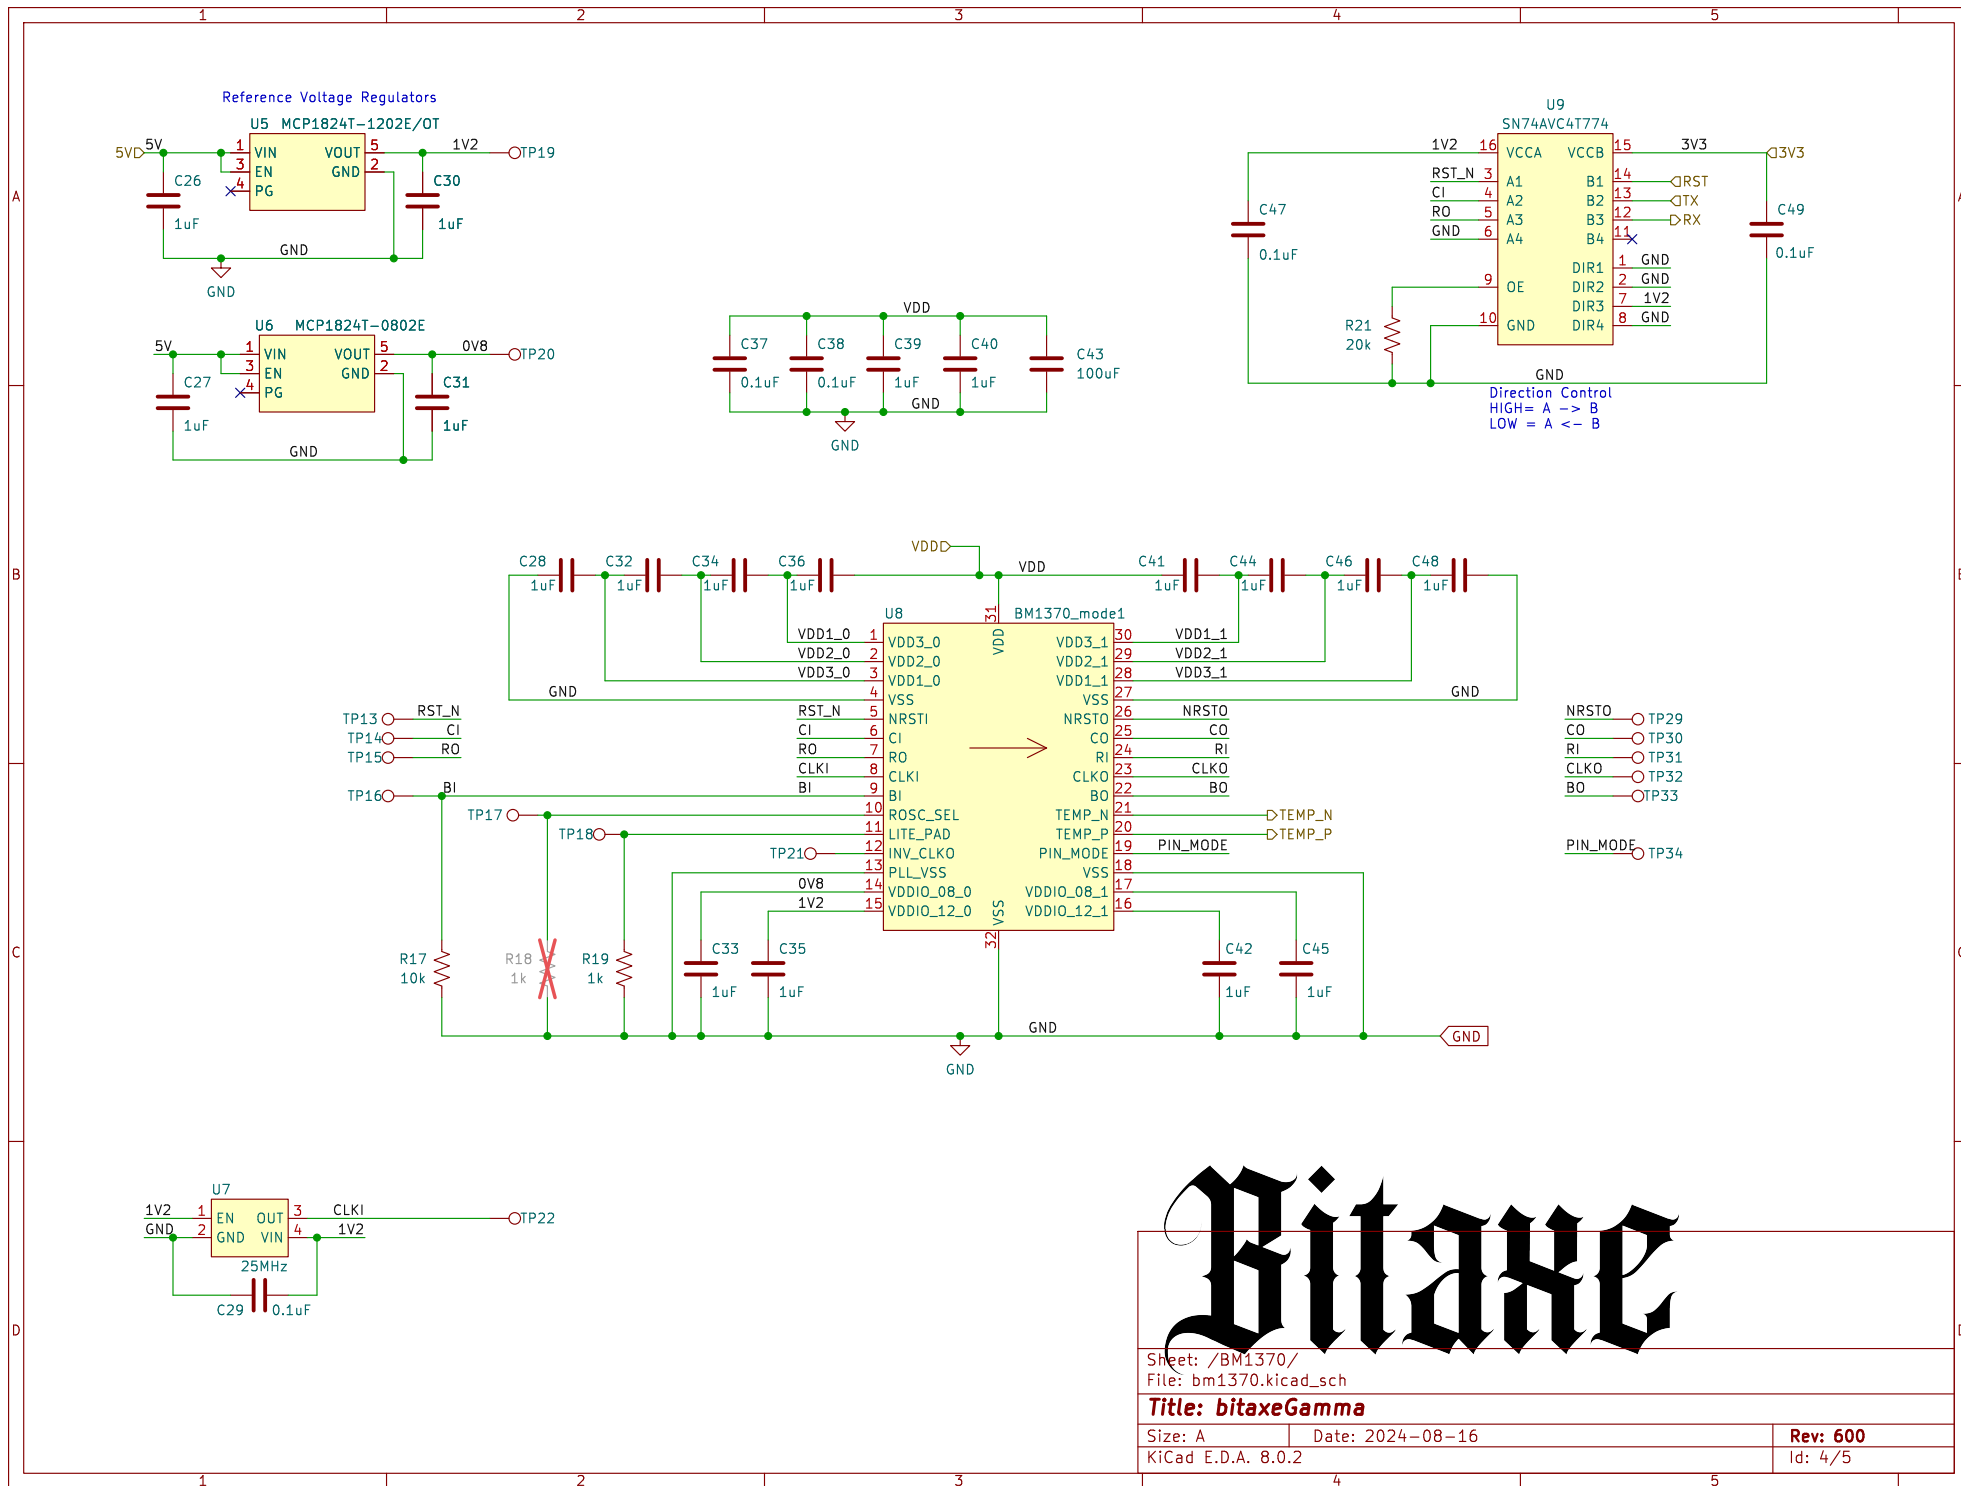 1 2 3 4 5
A
B
C
D
Reference Voltage Regulators
U5 MCP1824T-1202E/OT
5V 5V 1 VIN VOUT 5 1V2 TP19
3 EN GND 2
4 PG
C26 1uF
C30 1uF
GND
GND
U6 MCP1824T-0802E
5V 1 VIN VOUT 5 0V8 TP20
3 EN GND 2
4 PG
C27 1uF
C31 1uF
GND
VDD
C37 0.1uF
C38 0.1uF
C39 1uF
C40 1uF
C43 100uF
GND
GND
U9
SN74AVC4T774
1V2 16 VCCA VCCB 15 3V3 3V3
RST_N 3 A1 B1 14 RST
CI 4 A2 B2 13 TX
RO 5 A3 B3 12 RX
GND 6 A4 B4 11
DIR1 1 GND
9 OE DIR2 2 GND
DIR3 7 1V2
10 GND DIR4 8 GND
C47 0.1uF
C49 0.1uF
R21 20k
GND
Direction Control
HIGH= A -> B
LOW = A <- B
VDD
VDD
C28 1uF
C32 1uF
C34 1uF
C36 1uF
C41 1uF
C44 1uF
C46 1uF
C48 1uF
U8 BM1370_mode1
31 VDD
VDD1_0 1 VDD3_0 VDD3_1 30 VDD1_1
VDD2_0 2 VDD2_0 VDD2_1 29 VDD2_1
VDD3_0 3 VDD1_0 VDD1_1 28 VDD3_1
GND 4 VSS VSS 27 GND
RST_N 5 NRSTI NRSTO 26 NRSTO
CI 6 CI CO 25 CO
RO 7 RO RI 24 RI
CLKI 8 CLKI CLKO 23 CLKO
BI 9 BI BO 22 BO
10 ROSC_SEL TEMP_N 21 TEMP_N
11 LITE_PAD TEMP_P 20 TEMP_P
12 INV_CLKO PIN_MODE 19 PIN_MODE
13 PLL_VSS VSS 18
0V8 14 VDDIO_08_0 VDDIO_08_1 17
1V2 15 VDDIO_12_0 VDDIO_12_1 16
VSS 32
TP13 RST_N
TP14 CI
TP15 RO
TP16 BI
TP17
TP18
TP21
NRSTO TP29
CO TP30
RI TP31
CLKO TP32
BO TP33
PIN_MODE TP34
R17 10k
R18 1k
R19 1k
C33 1uF
C35 1uF
C42 1uF
C45 1uF
GND
GND
GND
U7
1V2 1 EN OUT 3 CLKI TP22
GND 2 GND VIN 4 1V2
25MHz
C29 0.1uF
Bitaxe
Sheet: /BM1370/
File: bm1370.kicad_sch
Title: bitaxeGamma
Size: A Date: 2024-08-16 Rev: 600
KiCad E.D.A. 8.0.2 Id: 4/5
1 2 3 4 5